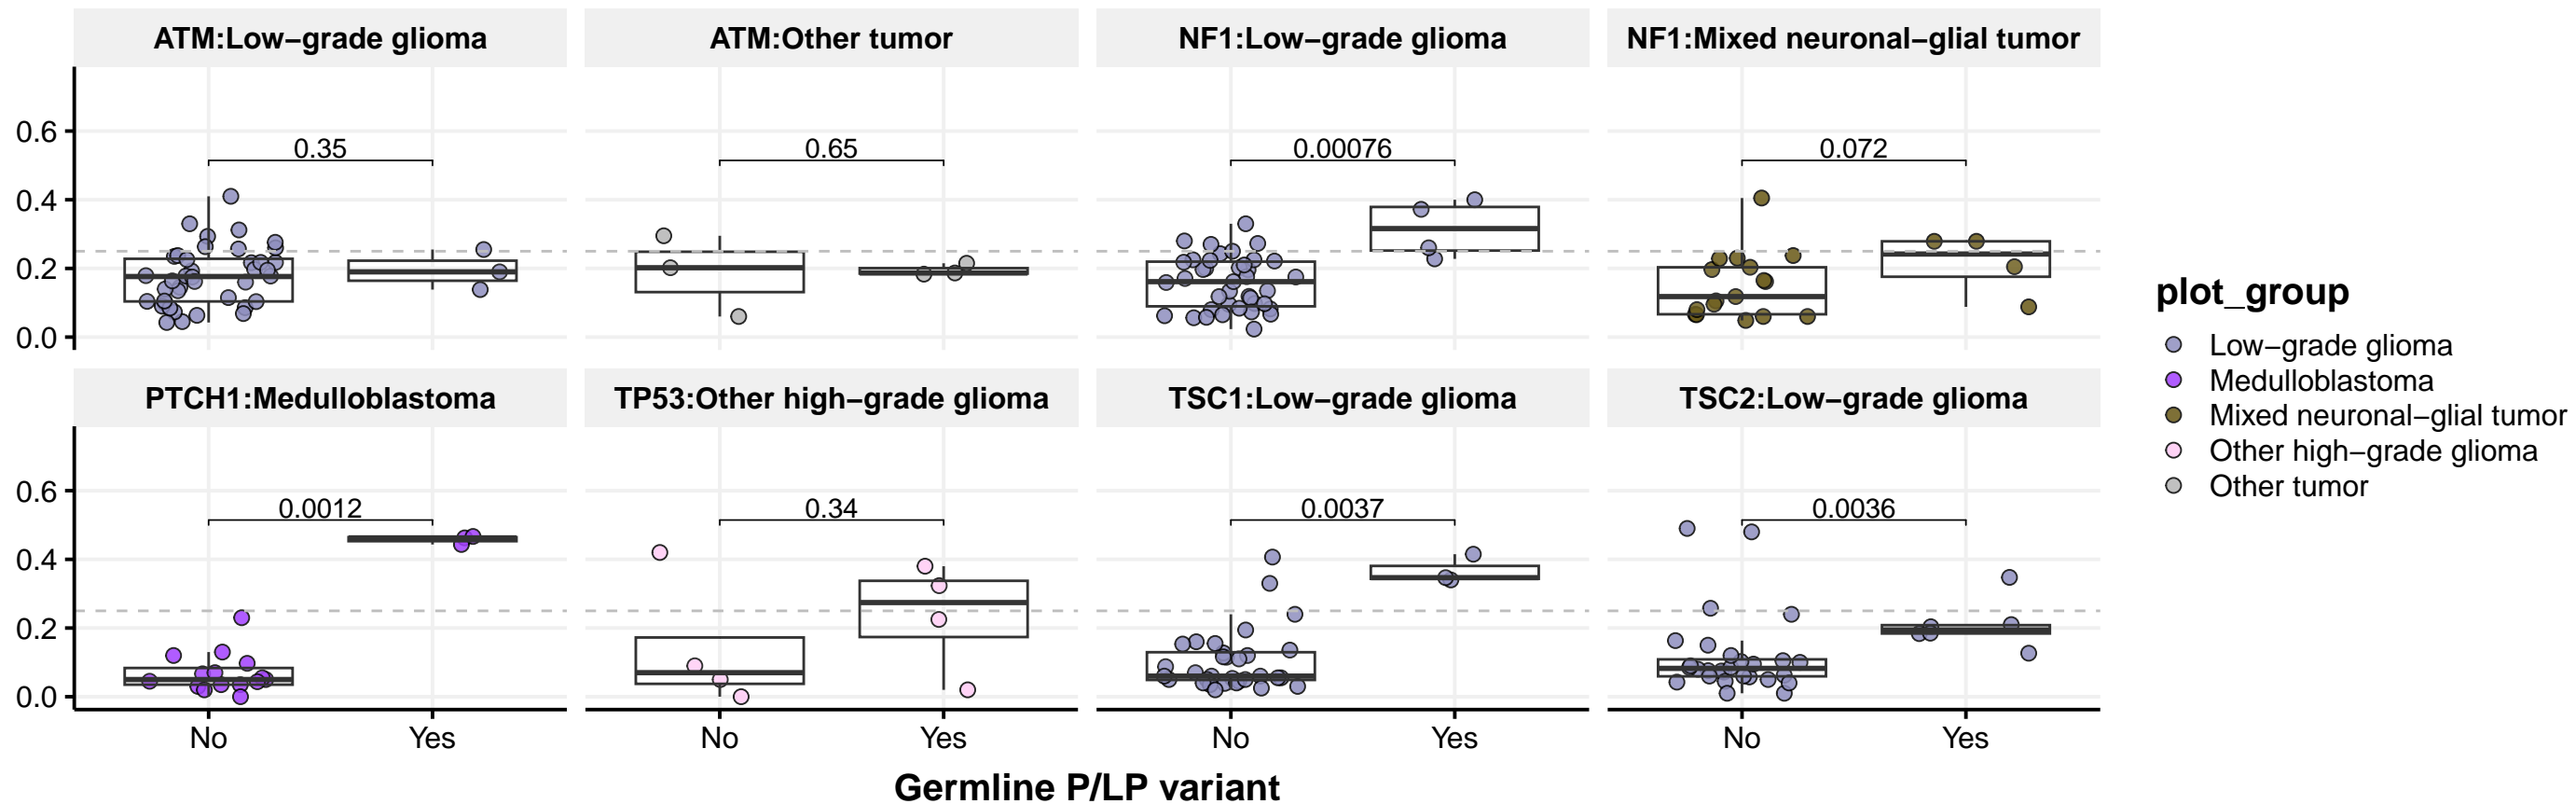 ATM:Low−grade glioma
ATM:Other tumor
NF1:Low−grade glioma
NF1:Mixed neuronal−glial tumor
0.6
0.4
0.2
0.0
0.35
0.65
0.00076
0.072
PTCH1:Medulloblastoma
TP53:Other high−grade glioma
TSC1:Low−grade glioma
TSC2:Low−grade glioma
0.6
0.4
0.2
0.0
0.0012
0.34
0.0037
0.0036
No
Yes
No
Yes
No
Yes
No
Yes
Germline P/LP variant
plot_group
Low−grade glioma
Medulloblastoma
Mixed neuronal−glial tumor
Other high−grade glioma
Other tumor